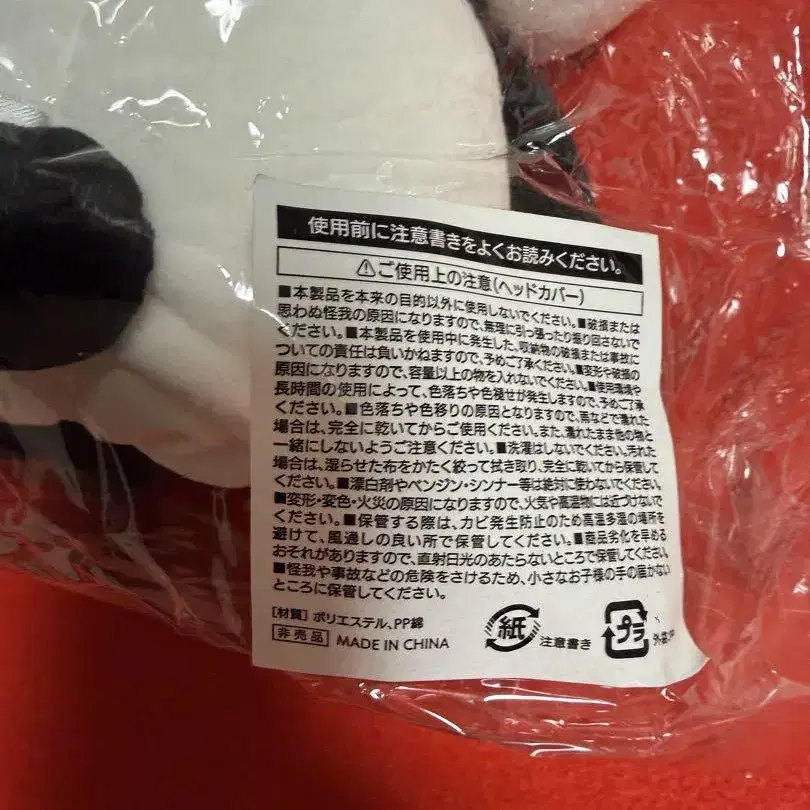 使用前に注意書きをよくお読みください。
⚠ご使用上の注意(ヘッドカバー)
■本製品を本来の目的以外に使用しないでください。■破損または
思わぬ怪我の原因になりますので、無理に引っ張ったり振り回さないで
ください。■本製品を使用中に発生した、収納物の破損または事故に
ついての責任は負いかねますので、予めご了承ください。■変形や破損の
原因になりますので、容量以上の物を入れないでください。■使用環境や
長時間の使用によって、色落ちや色褪せが発生しますので、予めご了承
ください。■色落ちや色移りの原因となりますので、雨などで濡れた
場合は、完全に乾いてからご使用ください。また、濡れたまま他の物と
一緒にしないようご注意ください。■洗濯はしないでください。汚れた
場合は、湿らせた布をかたく絞って拭き取り、完全に乾いてから保管して
ください。■漂白剤やベンジン・シンナー等は絶対に使わないでください。
■変形・変色・火災の原因になりますので、火気や高温物には近づけないで
ください。■保管する際は、カビ発生防止のため高温多湿の場所を
避けて、風通しの良い所で保管してください。■商品劣化を早める
おそれがありますので、直射日光のあたらないところで保管してください。
■怪我や事故などの危険をさけるため、小さなお子様の手の届かない
ところに保管してください。
[材質] ポリエステル、PP綿
非売品 MADE IN CHINA
紙 注意書き
プラ